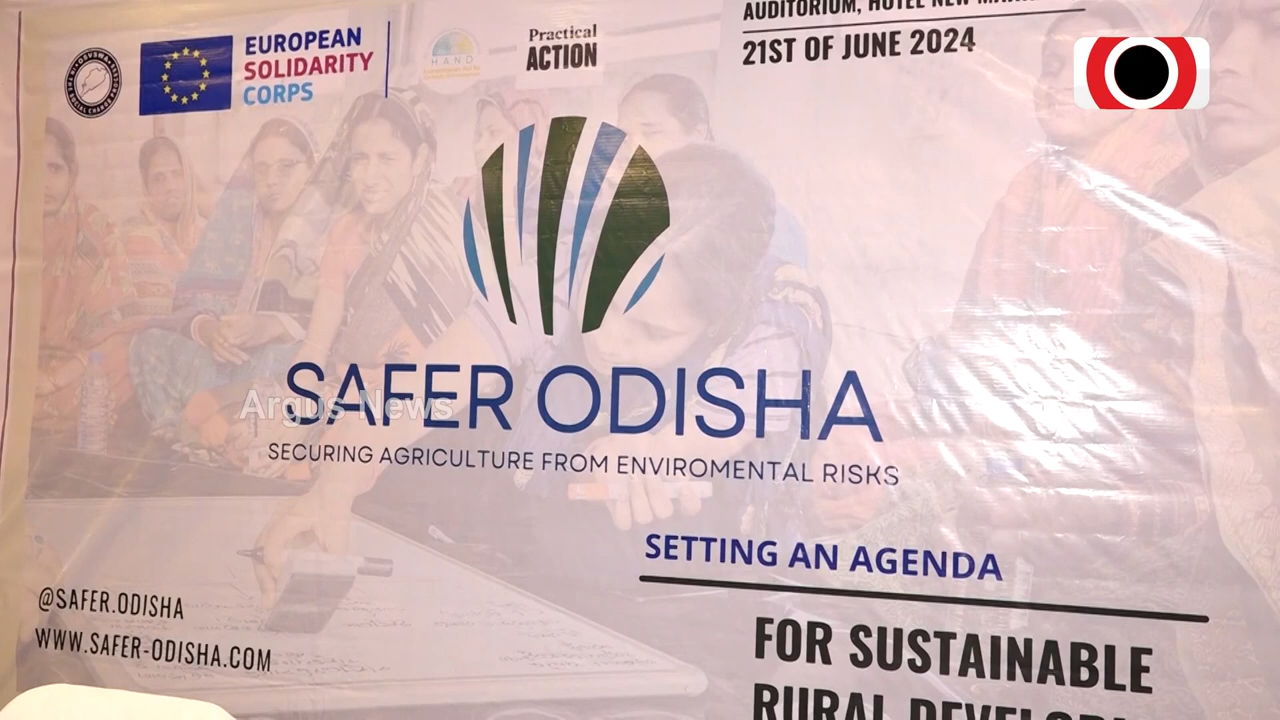 AUDITORIUM, HOTEL NEW
21ST OF JUNE 2024
EUROPEAN
SOLIDARITY
CORPS
HAND
Practical
ACTION
SAFER ODISHA
Argus News
SECURING AGRICULTURE FROM ENVIROMENTAL RISKS
SETTING AN AGENDA
FOR SUSTAINABLE
RURAL
@SAFER.ODISHA
WWW.SAFER-ODISHA.COM